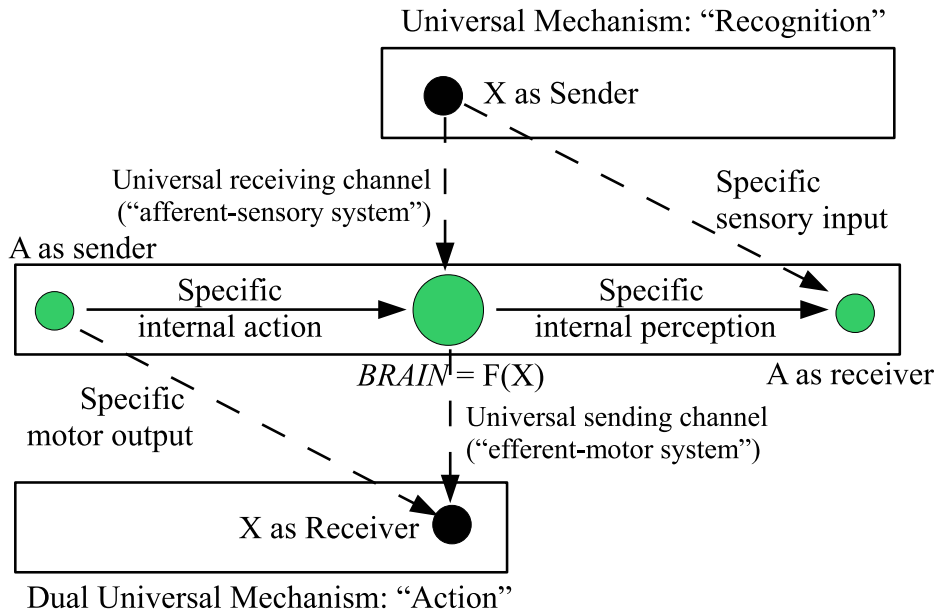 Universal Mechanism: “Recognition”
X as Sender
Universal receiving channel
(“afferent-sensory system”)
Specific
sensory input
A as sender
Specific
internal action
Specific
internal perception
BRAIN = F(X)
A as receiver
Specific
motor output
Universal sending channel
(“efferent-motor system”)
X as Receiver
Dual Universal Mechanism: “Action”